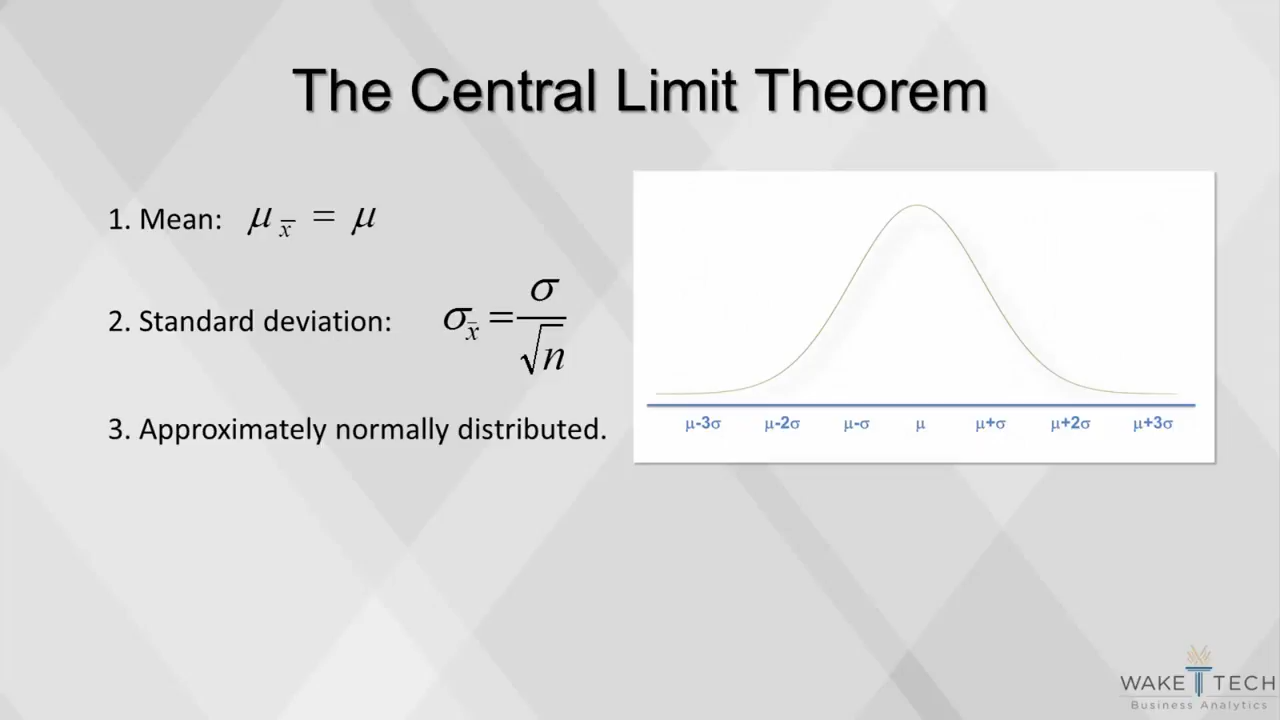 The Central Limit Theorem
1. Mean: μ x̄ = μ
2. Standard deviation: σx̄ = σ/√n
3. Approximately normally distributed.
μ-3σ μ-2σ μ-σ μ μ+σ μ+2σ μ+3σ
WAKE TECH
Business Analytics